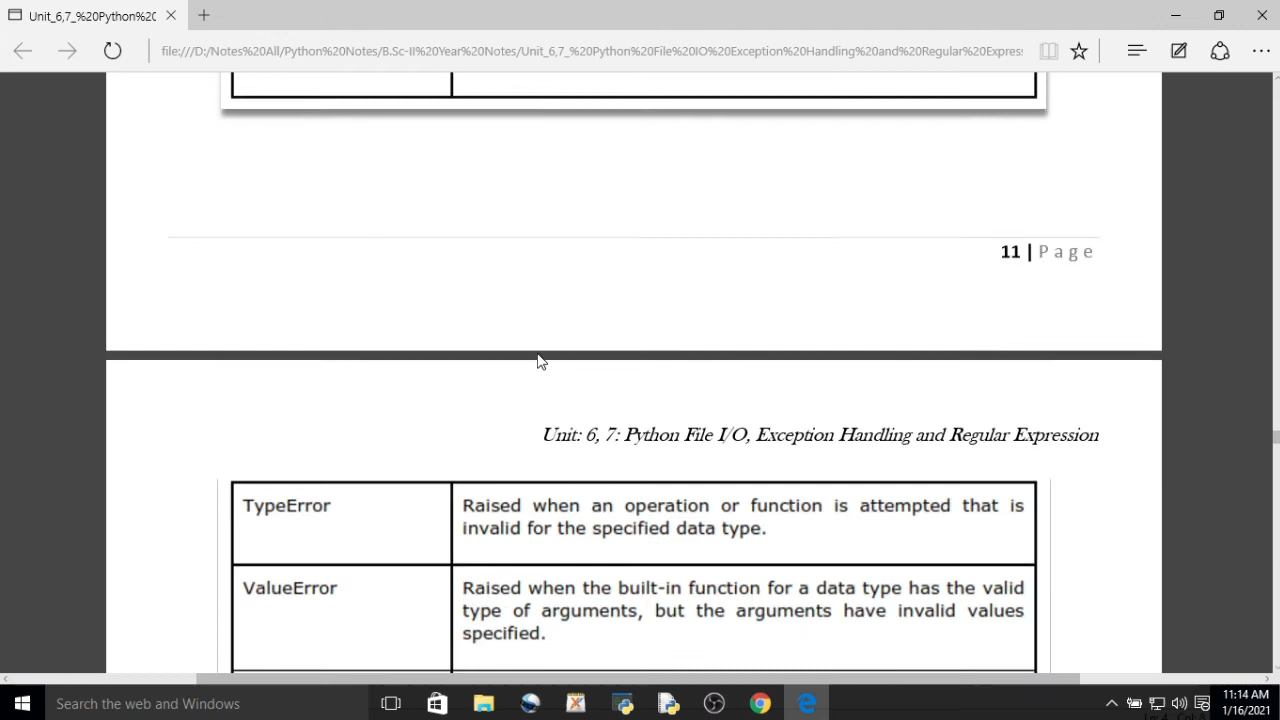 Unit_6,7_%20Python%20
file:///D:/Notes%20All/Python%20Notes/B.Sc-II%20Year%20Notes/Unit_6,7_%20Python%20File%20IO%20Exception%20Handling%20and%20Regular%20Express
11 | Page
Unit: 6, 7: Python File I/O, Exception Handling and Regular Expression
TypeError
Raised when an operation or function is attempted that is
invalid for the specified data type.
ValueError
Raised when the built-in function for a data type has the valid
type of arguments, but the arguments have invalid values
specified.
Search the web and Windows
11:14 AM
1/16/2021